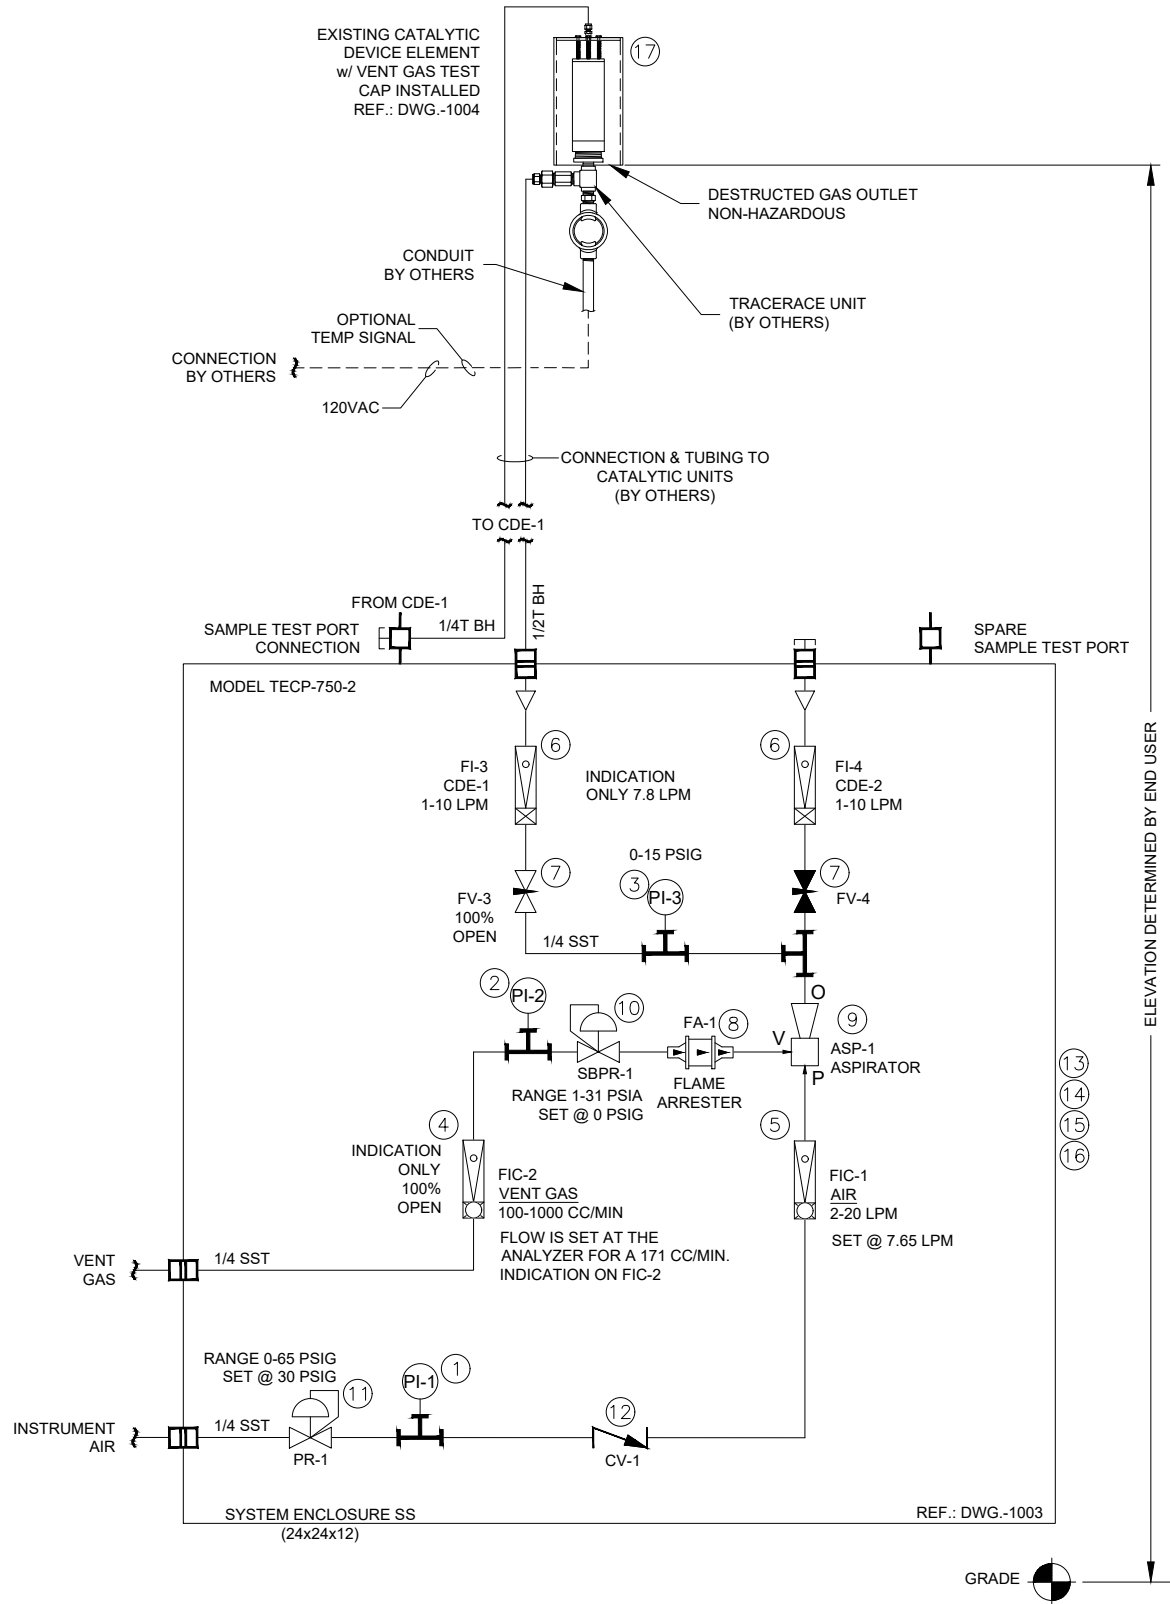 EXISTING CATALYTIC
DEVICE ELEMENT
w/ VENT GAS TEST
CAP INSTALLED
REF.: DWG.-1004
17
DESTRUCTED GAS OUTLET
NON-HAZARDOUS
CONDUIT
BY OTHERS
TRACERACE UNIT
(BY OTHERS)
OPTIONAL
TEMP SIGNAL
CONNECTION
BY OTHERS
120VAC
CONNECTION & TUBING TO
CATALYTIC UNITS
(BY OTHERS)
TO CDE-1
FROM CDE-1
1/4T BH
1/2T BH
SAMPLE TEST PORT
CONNECTION
SPARE
SAMPLE TEST PORT
MODEL TECP-750-2
ELEVATION DETERMINED BY END USER
6
FI-3
CDE-1
1-10 LPM
INDICATION
ONLY 7.8 LPM
6
FI-4
CDE-2
1-10 LPM
0-15 PSIG
7
FV-3
100%
OPEN
3
PI-3
7
FV-4
1/4 SST
2
PI-2
10
SBPR-1
RANGE 1-31 PSIA
SET @ 0 PSIG
FA-1
8
FLAME
ARRESTER
O
V
P
9
ASP-1
ASPIRATOR
13
14
15
16
4
INDICATION
ONLY
100%
OPEN
FIC-2
VENT GAS
100-1000 CC/MIN
FLOW IS SET AT THE
ANALYZER FOR A 171 CC/MIN.
INDICATION ON FIC-2
5
FIC-1
AIR
2-20 LPM
SET @ 7.65 LPM
VENT
GAS
1/4 SST
RANGE 0-65 PSIG
SET @ 30 PSIG
11
PI-1
1
INSTRUMENT
AIR
1/4 SST
PR-1
12
CV-1
SYSTEM ENCLOSURE SS
(24x24x12)
REF.: DWG.-1003
GRADE